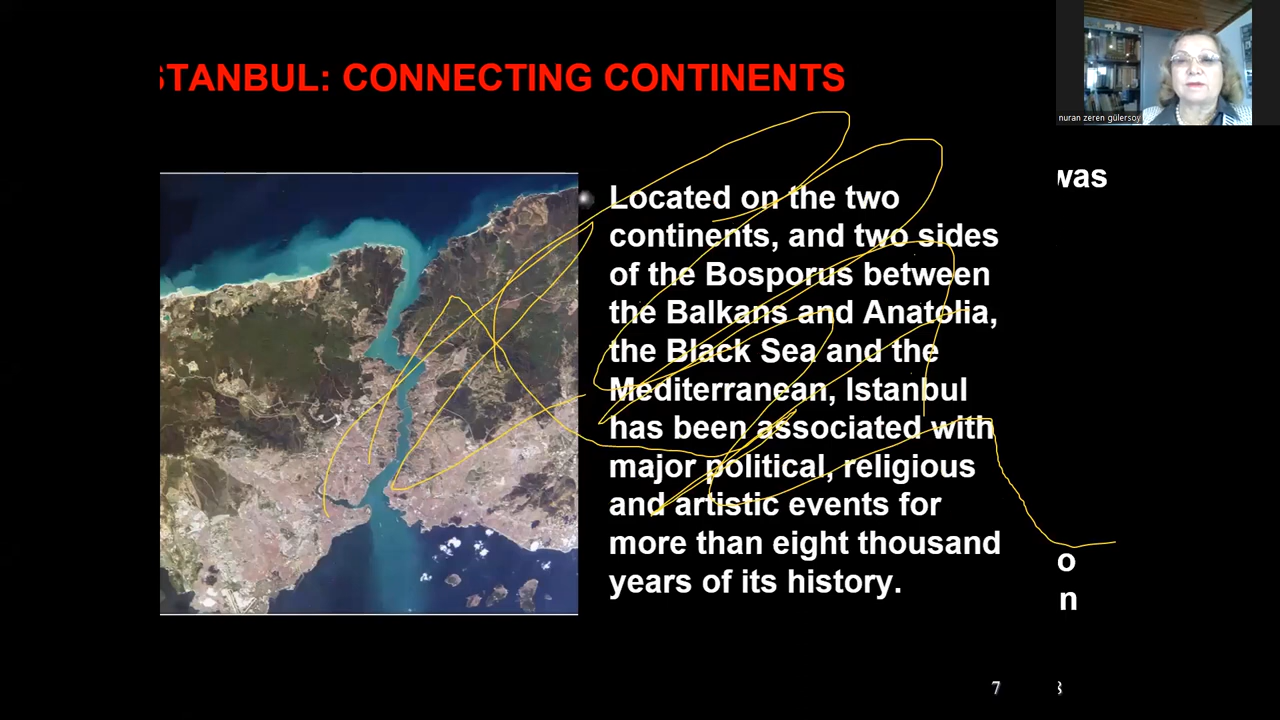 STANBUL: CONNECTING CONTINENTS
nuran zeren gülersoy
was
Located on the two
continents, and two sides
of the Bosporus between
the Balkans and Anatolia,
the Black Sea and the
Mediterranean, Istanbul
has been associated with
major political, religious
and artistic events for
more than eight thousand
years of its history.
o
n
7
8